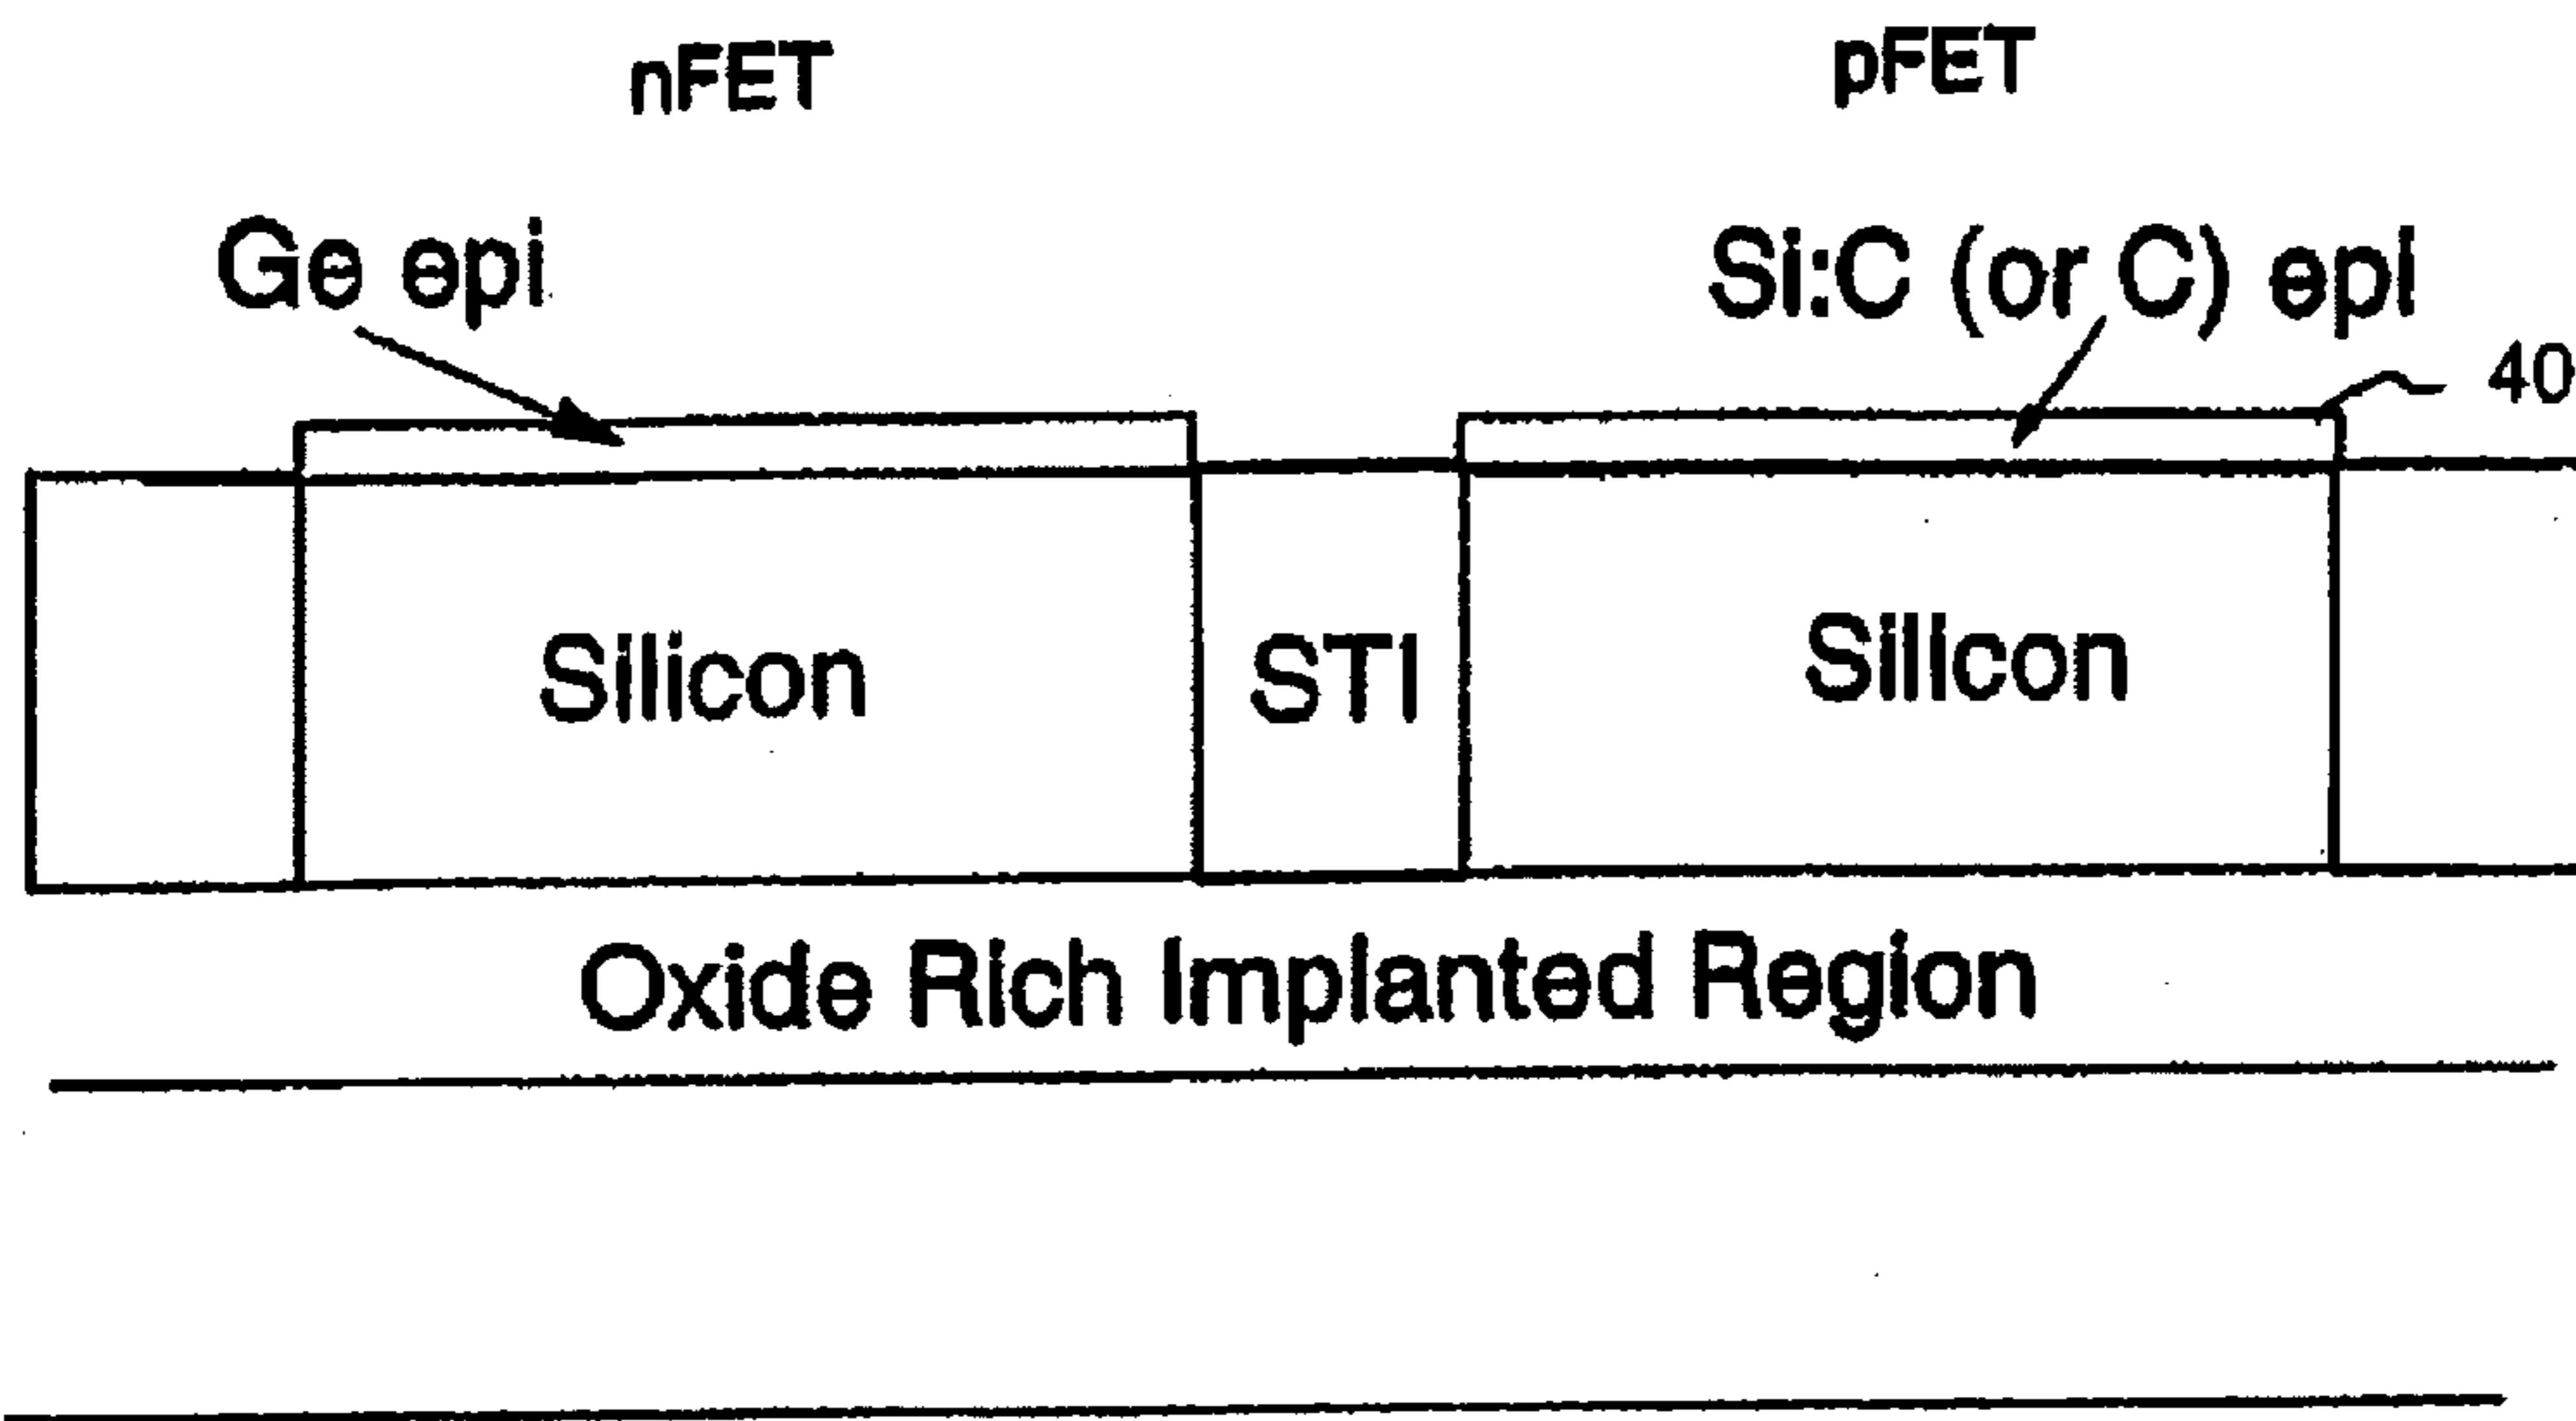 nFET
pFET
Ge epi
Si:C (or C) epi
40
Silicon
STI
Silicon
Oxide Rich Implanted Region